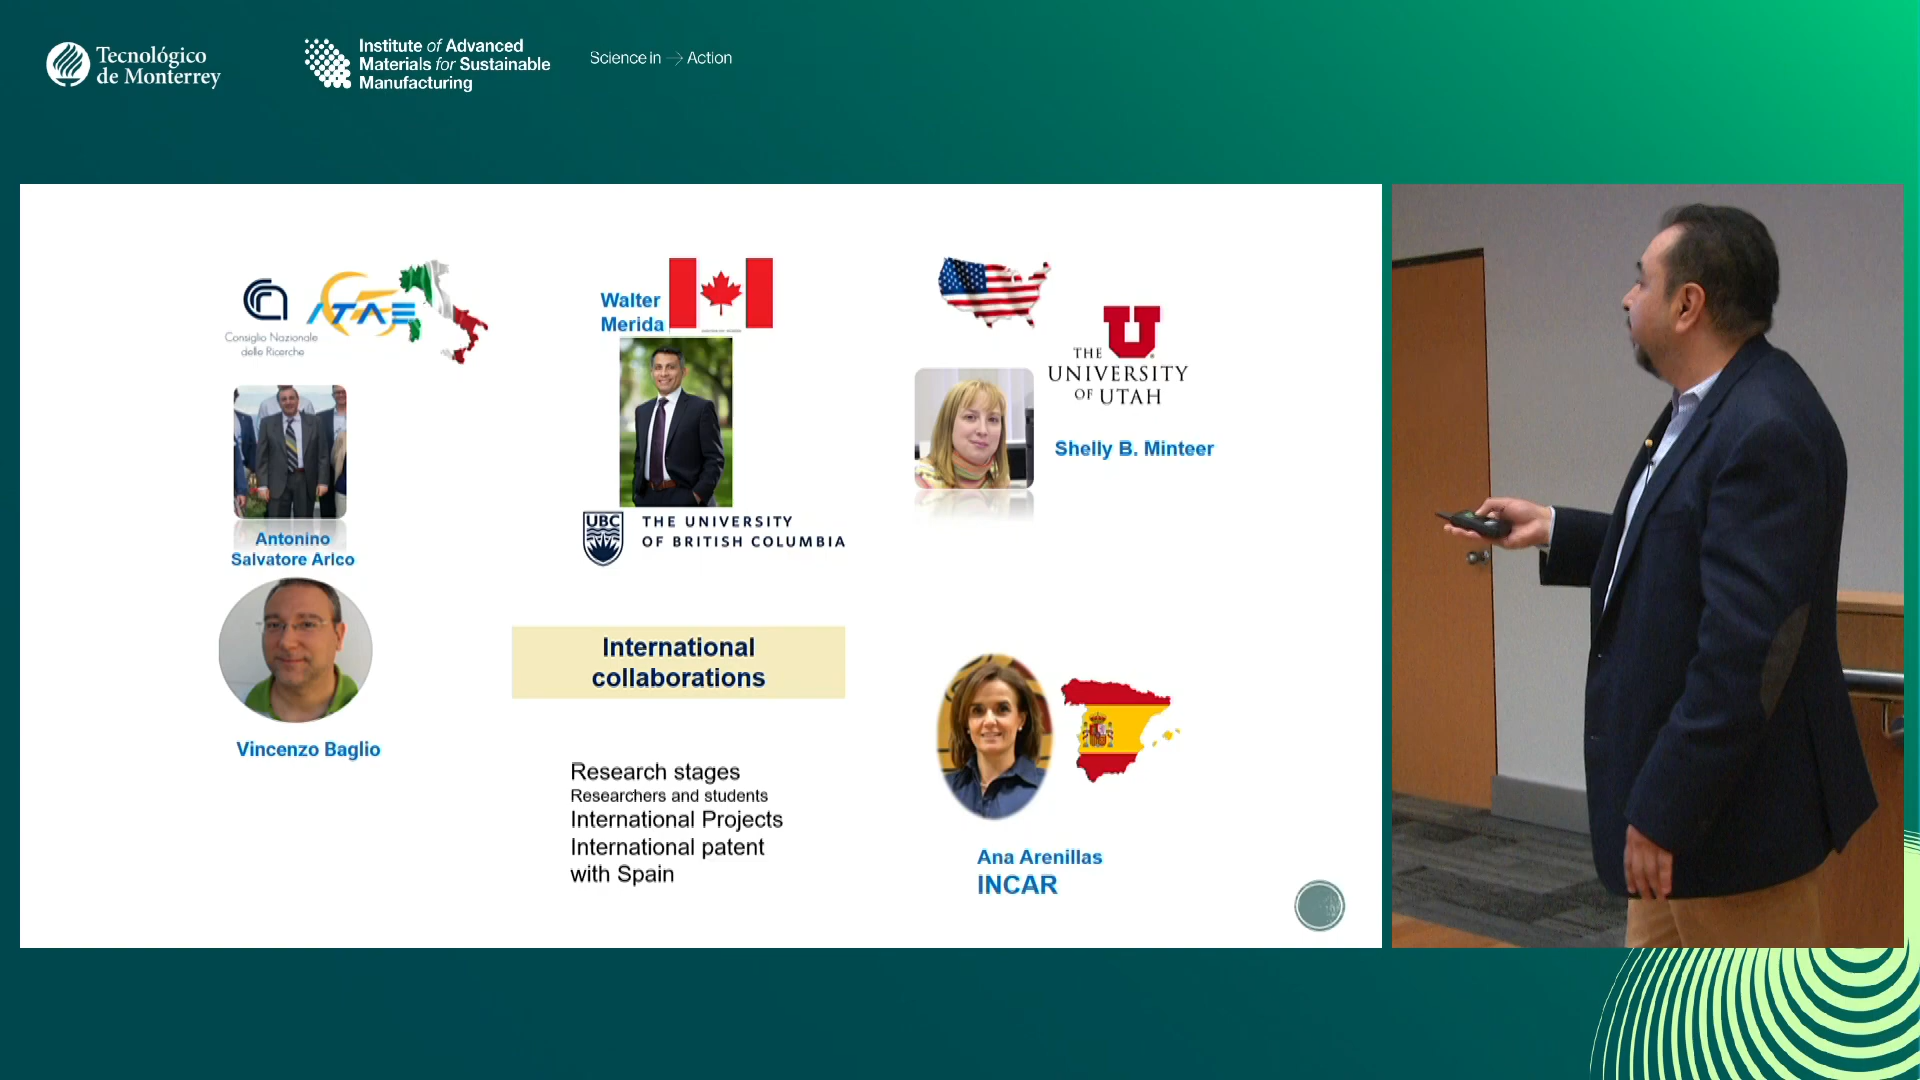 Tecnológico
de Monterrey
Institute of Advanced
Materials for Sustainable
Manufacturing
Science in → Action
Consiglio Nazionale
delle Ricerche
ITAE
Antonino
Salvatore Arico
Vincenzo Baglio
Walter
Merida
UBC
THE UNIVERSITY
OF BRITISH COLUMBIA
THE
UNIVERSITY
OF UTAH
Shelly B. Minteer
International
collaborations
Research stages
Researchers and students
International Projects
International patent
with Spain
Ana Arenillas
INCAR